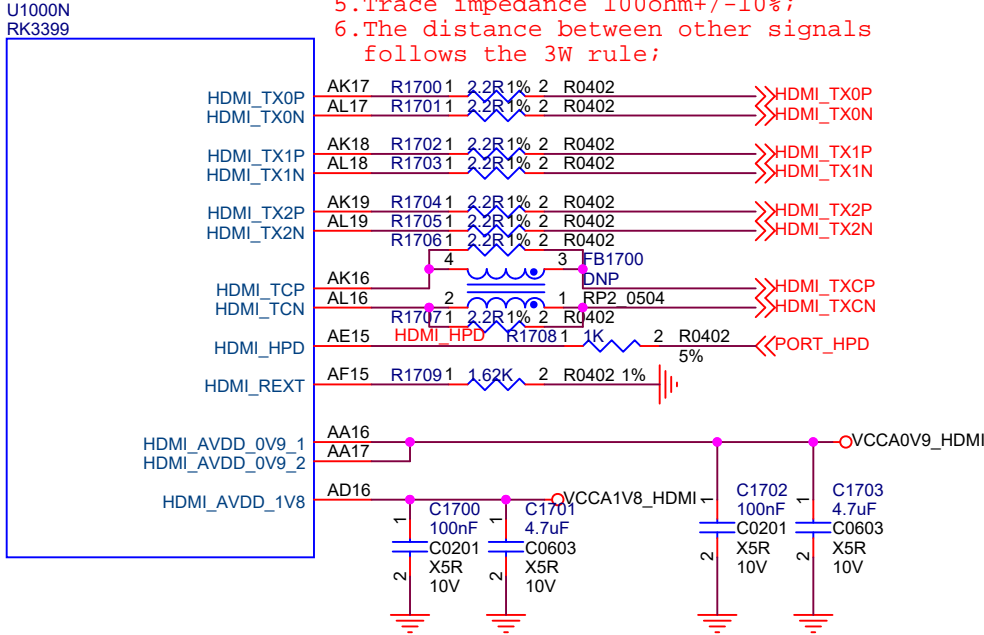 5.Trace impedance 100ohm+/-10%;
6.The distance between other signals
follows the 3W rule;
U1000N
RK3399
HDMI_TX0P AK17 R1700 1 2.2R 1% 2 R0402 HDMI_TX0P
HDMI_TX0N AL17 R1701 1 2.2R 1% 2 R0402 HDMI_TX0N
HDMI_TX1P AK18 R1702 1 2.2R 1% 2 R0402 HDMI_TX1P
HDMI_TX1N AL18 R1703 1 2.2R 1% 2 R0402 HDMI_TX1N
HDMI_TX2P AK19 R1704 1 2.2R 1% 2 R0402 HDMI_TX2P
HDMI_TX2N AL19 R1705 1 2.2R 1% 2 R0402 HDMI_TX2N
R1706 1 2.2R 1% 2 R0402
4 3 FB1700
DNP
HDMI_TCP AK16 HDMI_TXCP
HDMI_TCN AL16 2 1 RP2_0504 HDMI_TXCN
R1707 1 2.2R 1% 2 R0402
HDMI_HPD AE15 HDMI_HPD R1708 1 1K 2 R0402 PORT_HPD
5%
HDMI_REXT AF15 R1709 1 1.62K 2 R0402 1%
HDMI_AVDD_0V9_1 AA16 VCCA0V9_HDMI
HDMI_AVDD_0V9_2 AA17
HDMI_AVDD_1V8 AD16 VCCA1V8_HDMI
1 C1700 1 C1701 1 C1702 1 C1703
100nF 4.7uF 100nF 4.7uF
C0201 C0603 C0201 C0603
2 X5R 2 X5R 2 X5R 2 X5R
10V 10V 10V 10V